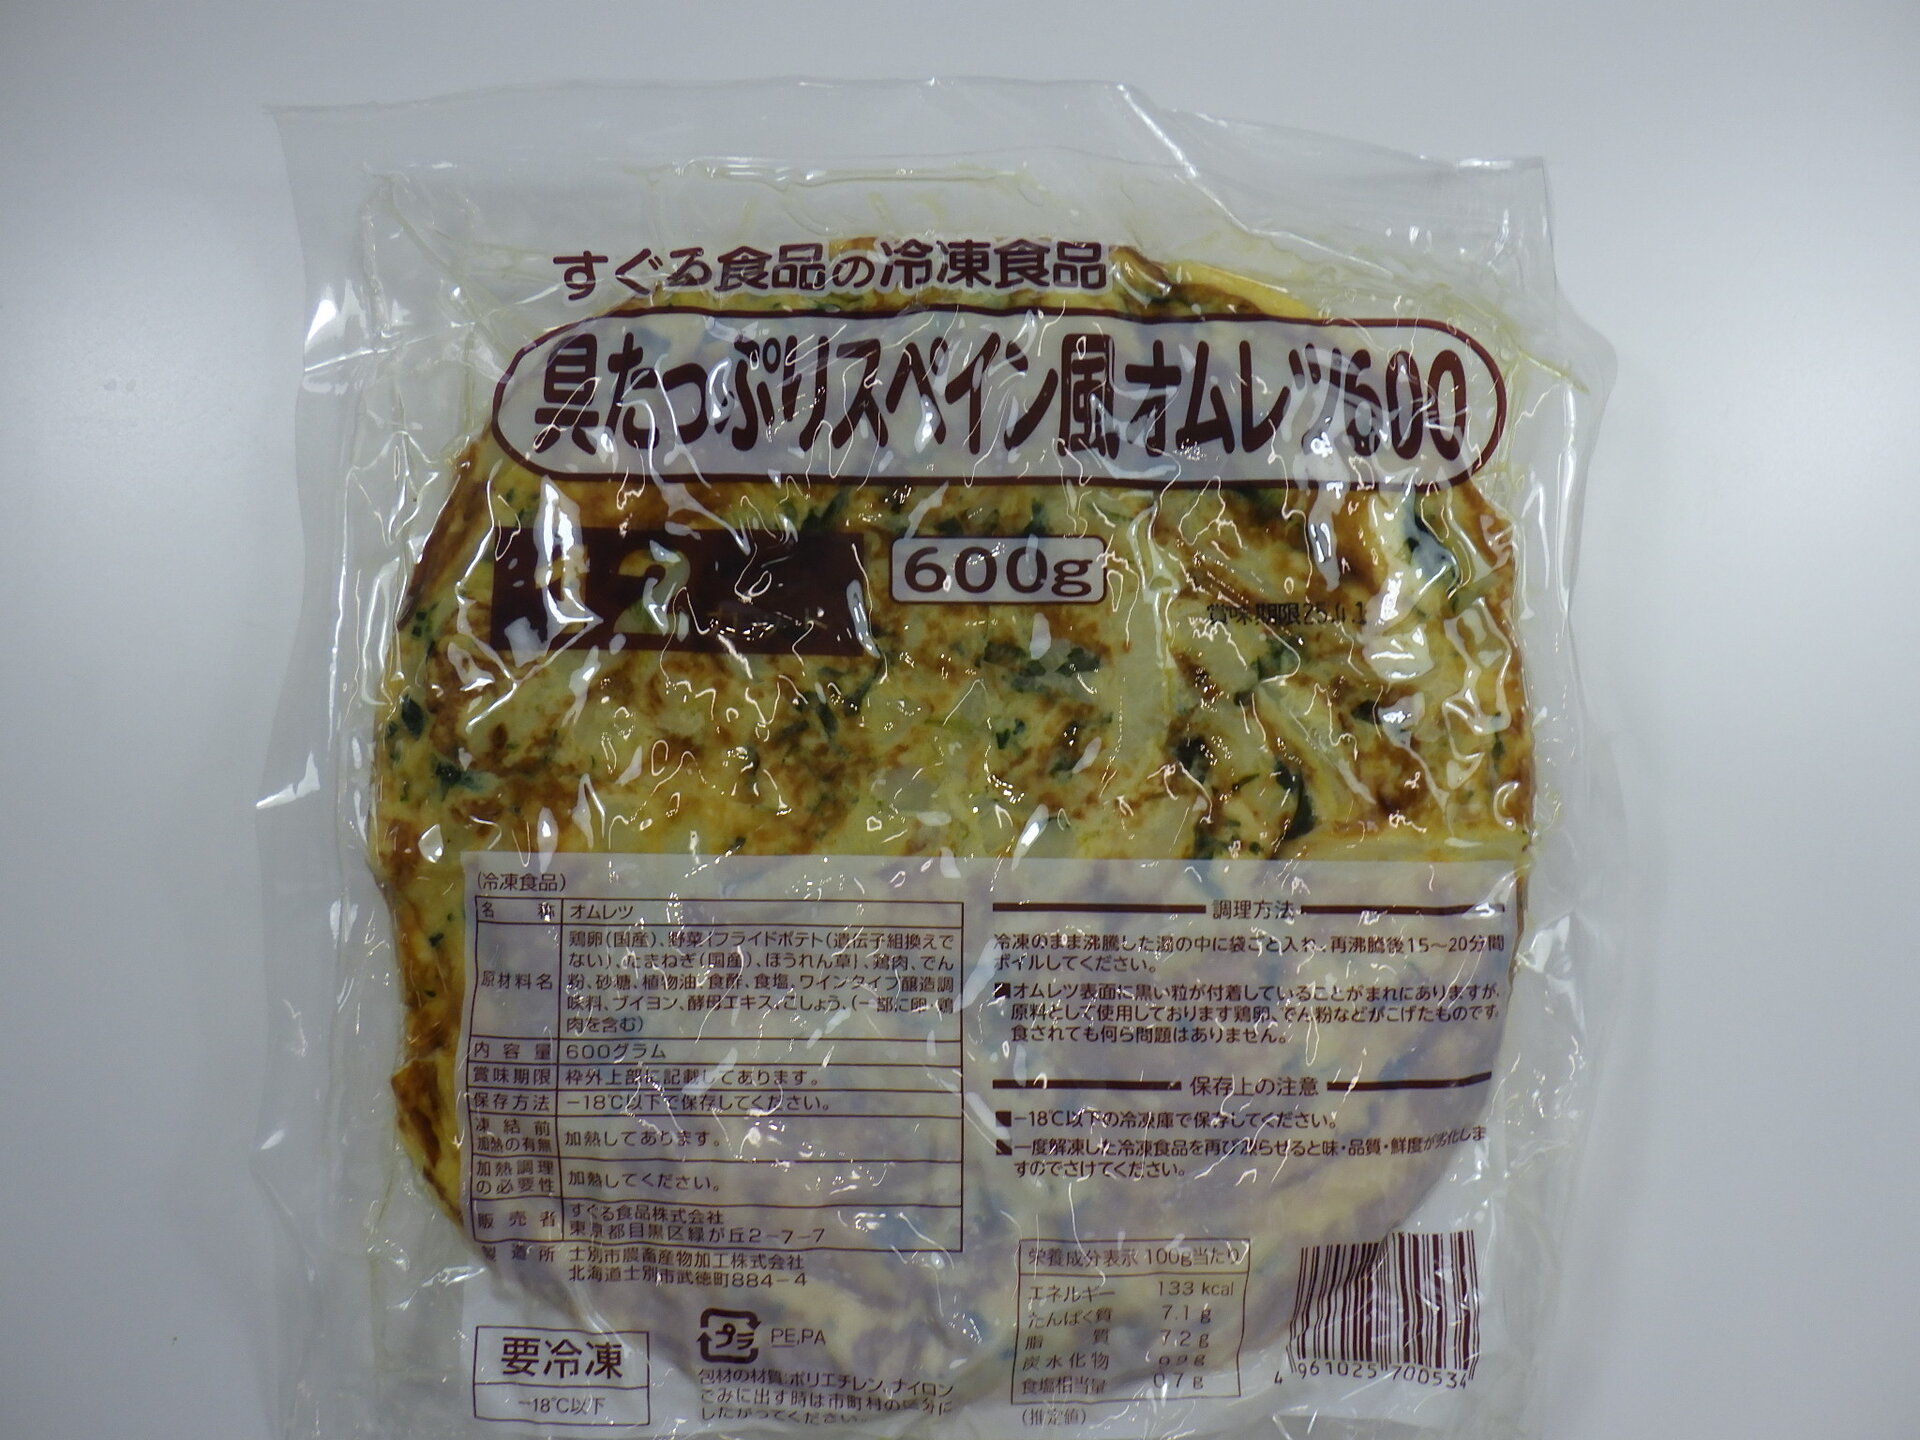 すぐる食品の冷凍食品
具たっぷりスペイン風オムレツ600
600g
賞味期限25.4.1
(冷凍食品)
名 称 オムレツ
原材料名 鶏卵(国産)、野菜(フライドポテト(遺伝子組換えで
ない)、たまねぎ(国産)、ほうれん草)、鶏肉、でん
粉、砂糖、植物油、食酢、食塩、ワインタイプ醸造調
味料、ブイヨン、酵母エキス、こしょう、(一部に卵・鶏
肉を含む)
内容量 600グラム
賞味期限 枠外上部に記載してあります。
保存方法 −18℃以下で保存してください。
凍結前
加熱の有無 加熱してあります。
加熱調理
の必要性 加熱してください。
販売者 すぐる食品株式会社
東京都目黒区緑が丘2−7−7
製造所 士別市農畜産物加工株式会社
北海道士別市武徳町884−4
要冷凍
−18℃以下
プラ PE,PA
包材の材質:ポリエチレン、ナイロン
ごみに出す時は市町村の区分に
したがってください。
調理方法
冷凍のまま沸騰した湯の中に袋ごと入れ、再沸騰後15〜20分間
ボイルしてください。
■オムレツ表面に黒い粒が付着していることがまれにありますが、
原料として使用しております鶏卵、でん粉などがこげたものです。
食されても何ら問題はありません。
保存上の注意
■−18℃以下の冷凍庫で保存してください。
■一度解凍した冷凍食品を再び凍らせると味・品質・鮮度が劣化しま
すのでさけてください。
栄養成分表示 100g当たり
エネルギー 133 kcal
たんぱく質 7.1 g
脂質 7.2 g
炭水化物 9.9 g
食塩相当量 0.7 g
(推定値)
4 961025 700534